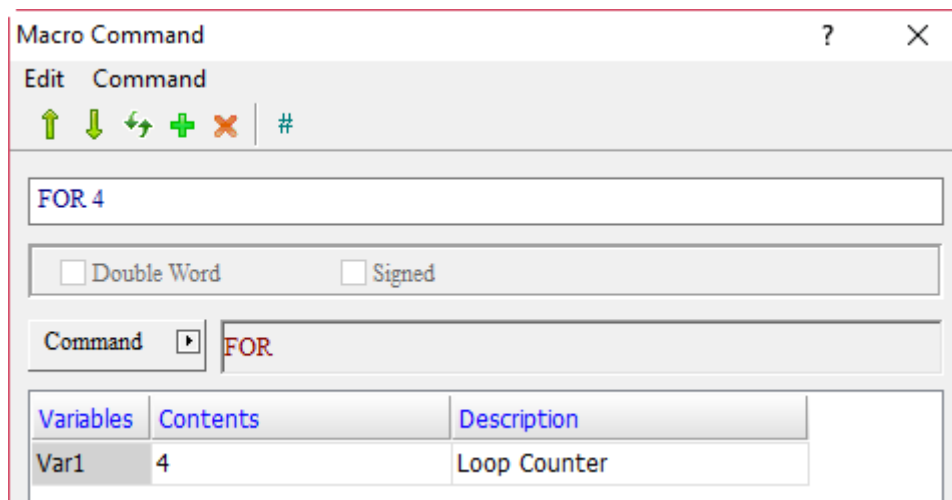 Macro Command ?
Edit Command
#
FOR 4
Double Word Signed
Command FOR
Variables Contents Description
Var1 4 Loop Counter